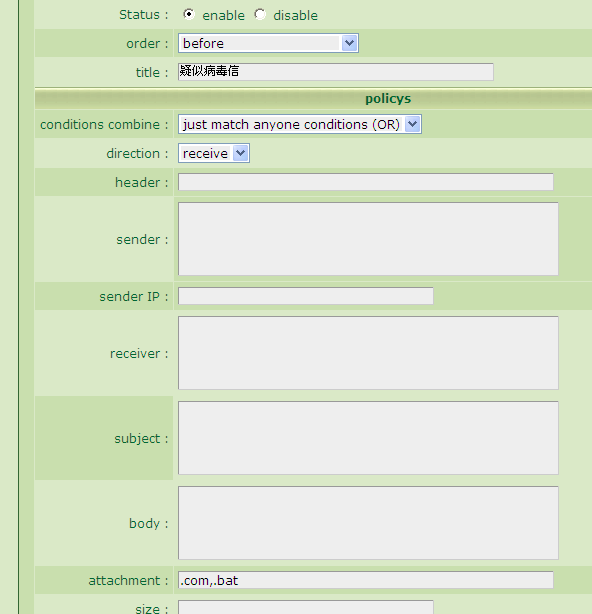 Status : enable disable
order : before
title : 疑似病毒信
policys
conditions combine : just match anyone conditions (OR)
direction : receive
header :
sender :
sender IP :
receiver :
subject :
body :
attachment : .com,.bat
size :